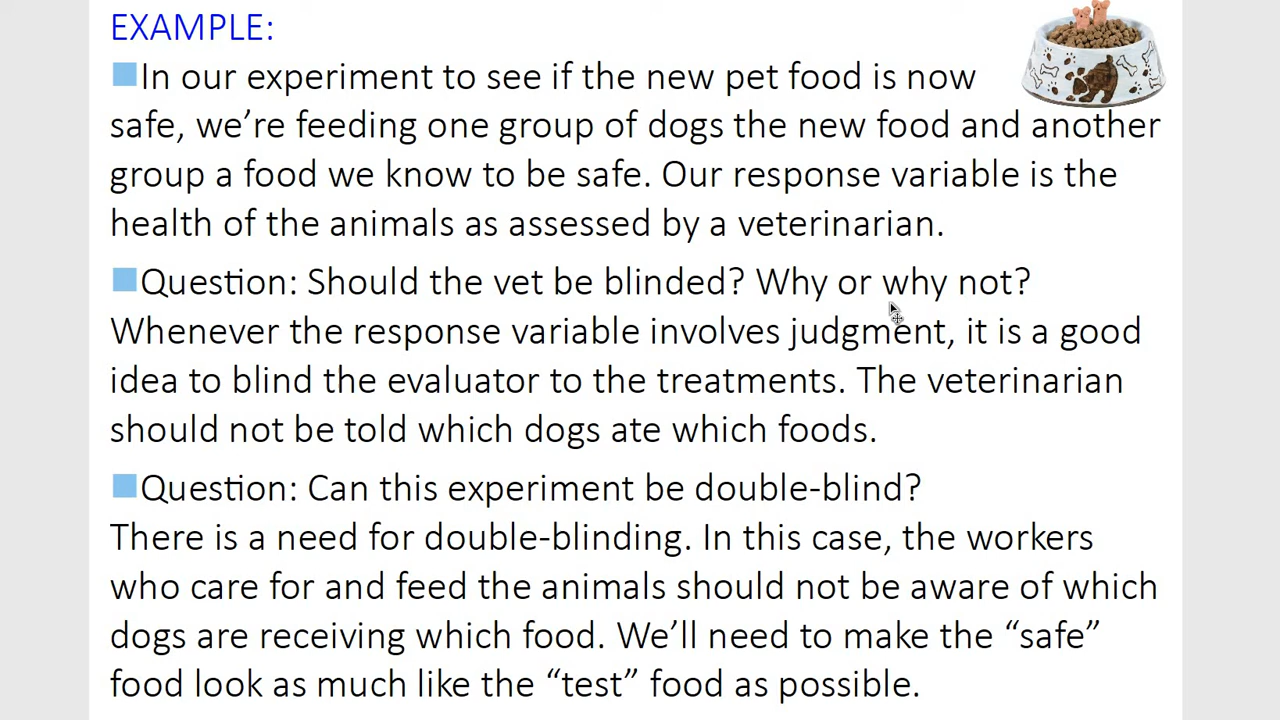 EXAMPLE:
In our experiment to see if the new pet food is now
safe, we’re feeding one group of dogs the new food and another
group a food we know to be safe. Our response variable is the
health of the animals as assessed by a veterinarian.
Question: Should the vet be blinded? Why or why not?
Whenever the response variable involves judgment, it is a good
idea to blind the evaluator to the treatments. The veterinarian
should not be told which dogs ate which foods.
Question: Can this experiment be double-blind?
There is a need for double-blinding. In this case, the workers
who care for and feed the animals should not be aware of which
dogs are receiving which food. We’ll need to make the “safe”
food look as much like the “test” food as possible.